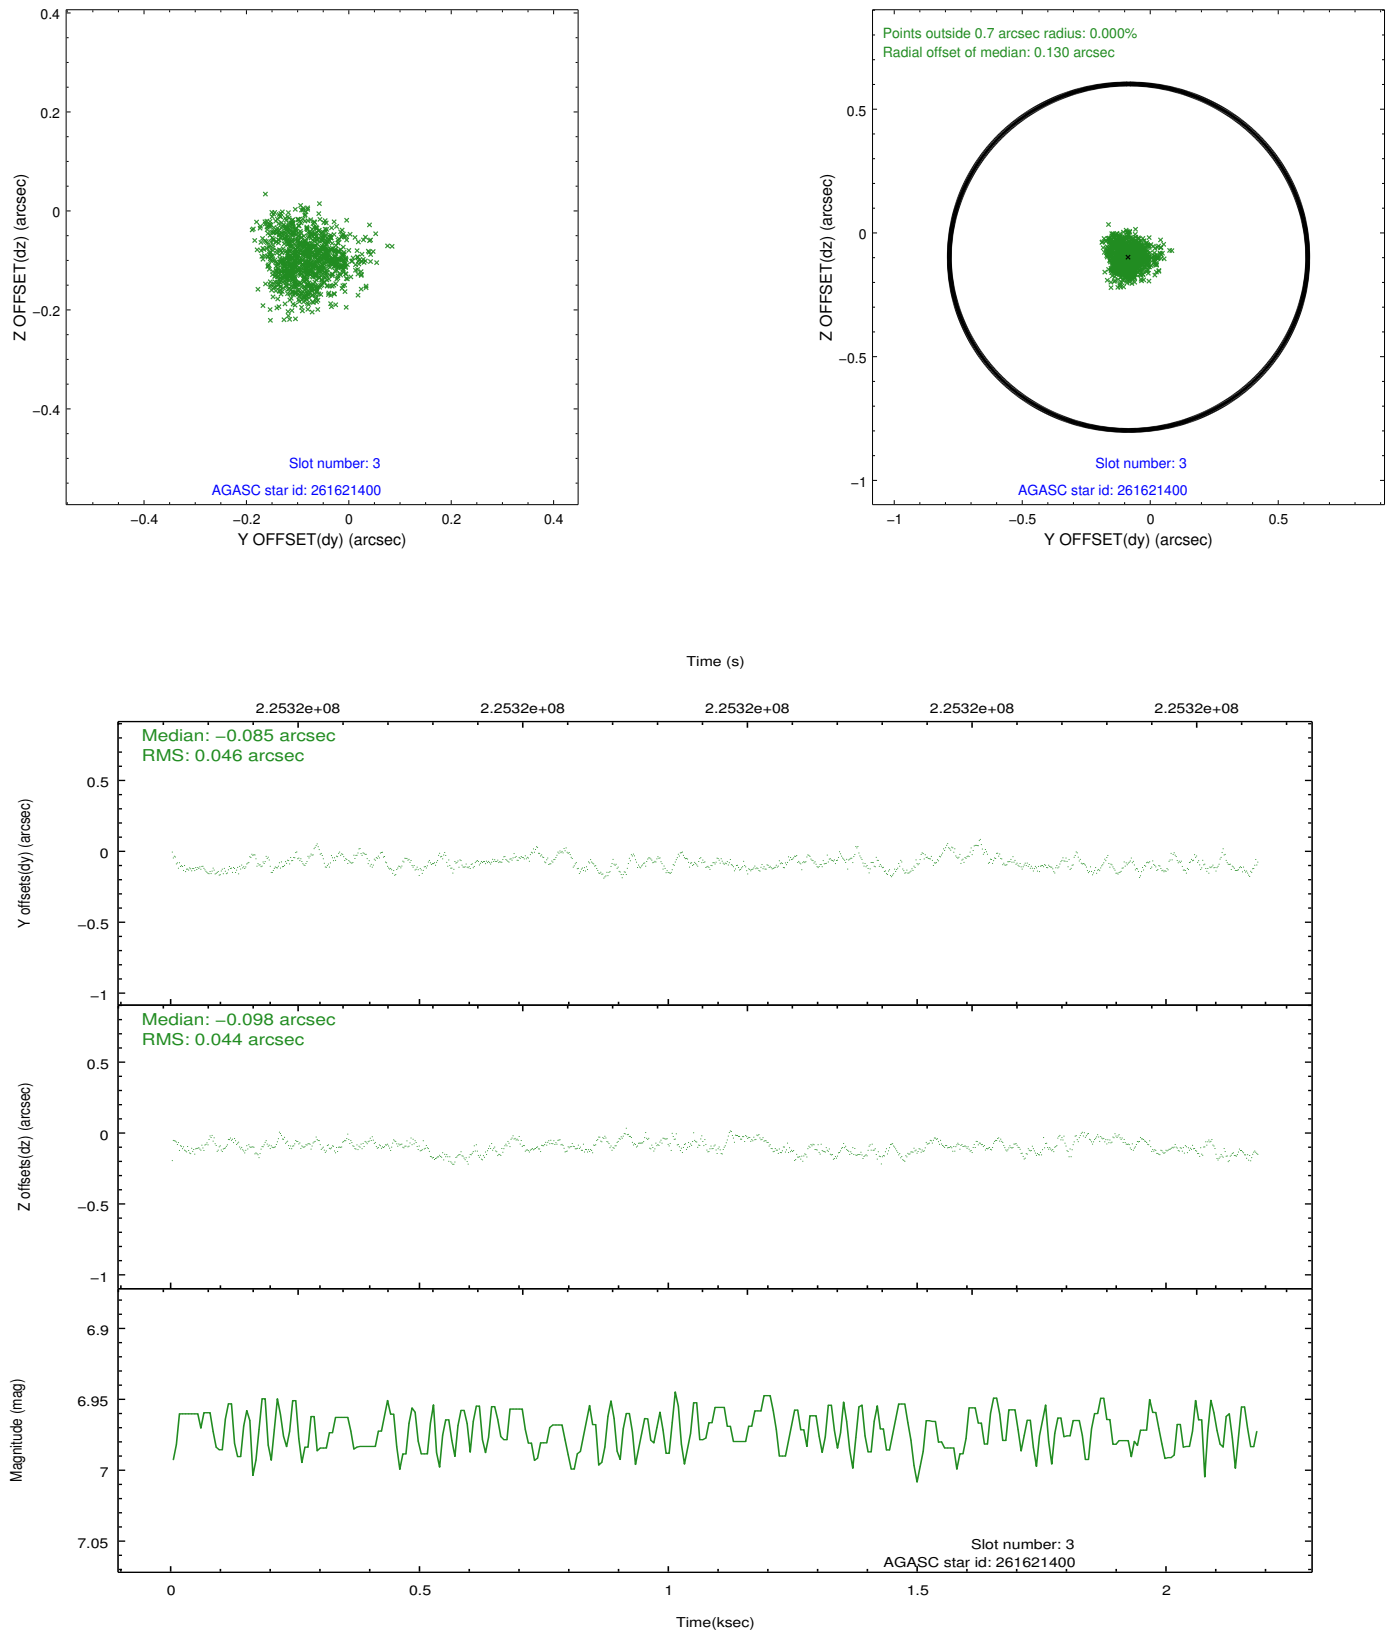 0.4
0.2
0
−0.2
−0.4
Z OFFSET(dz) (arcsec)
Slot number: 3
AGASC star id: 261621400
−0.4 −0.2 0 0.2 0.4
Y OFFSET(dy) (arcsec)
Points outside 0.7 arcsec radius: 0.000%
Radial offset of median: 0.130 arcsec
0.5
0
−0.5
−1
Z OFFSET(dz) (arcsec)
Slot number: 3
AGASC star id: 261621400
−1 −0.5 0 0.5
Y OFFSET(dy) (arcsec)
Time (s)
2.2532e+08 2.2532e+08 2.2532e+08 2.2532e+08 2.2532e+08
Median: −0.085 arcsec
RMS: 0.046 arcsec
0.5
0
−0.5
−1
Y offsets(dy) (arcsec)
Median: −0.098 arcsec
RMS: 0.044 arcsec
0.5
0
−0.5
−1
Z offsets(dz) (arcsec)
6.9
6.95
7
7.05
Magnitude (mag)
Slot number: 3
AGASC star id: 261621400
0 0.5 1 1.5 2
Time(ksec)